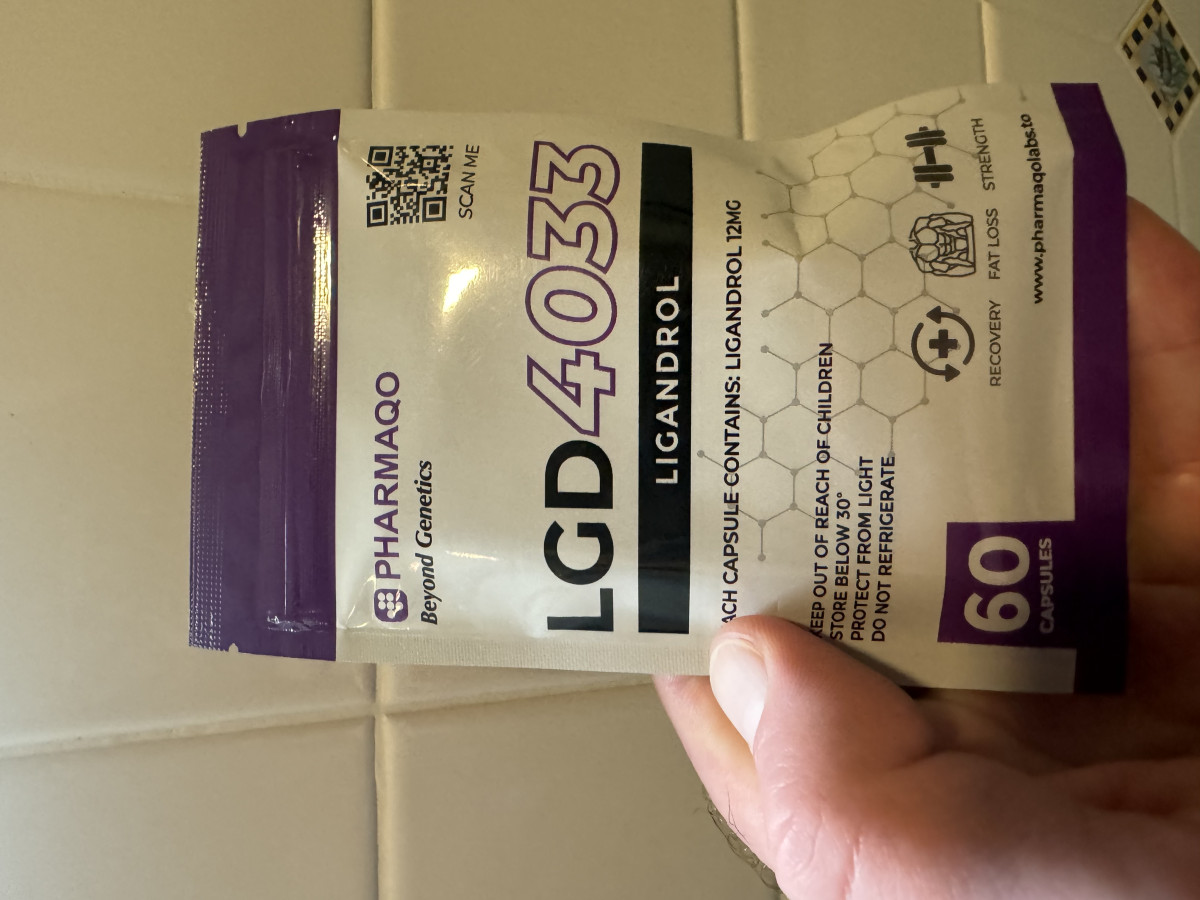 PHARMAQO
Beyond Genetics
SCAN ME
LGD4033
LIGANDROL
ACH CAPSULE CONTAINS: LIGANDROL 12MG
KEEP OUT OF REACH OF CHILDREN
STORE BELOW 30°
PROTECT FROM LIGHT
DO NOT REFRIGERATE
60
CAPSULES
RECOVERY FAT LOSS STRENGTH
www.pharmaqolabs.to